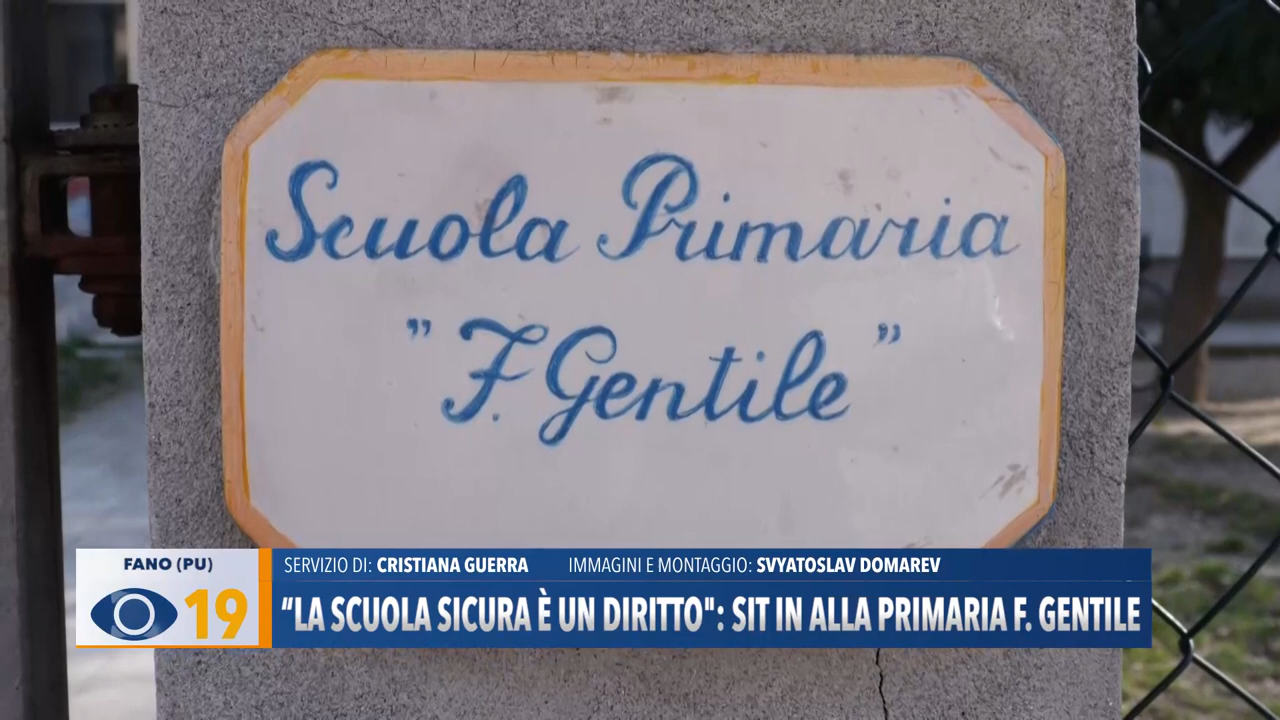 Scuola Primaria
"F. Gentile"
FANO (PU)
19
SERVIZIO DI: CRISTIANA GUERRA IMMAGINI E MONTAGGIO: SVYATOSLAV DOMAREV
“LA SCUOLA SICURA È UN DIRITTO": SIT IN ALLA PRIMARIA F. GENTILE